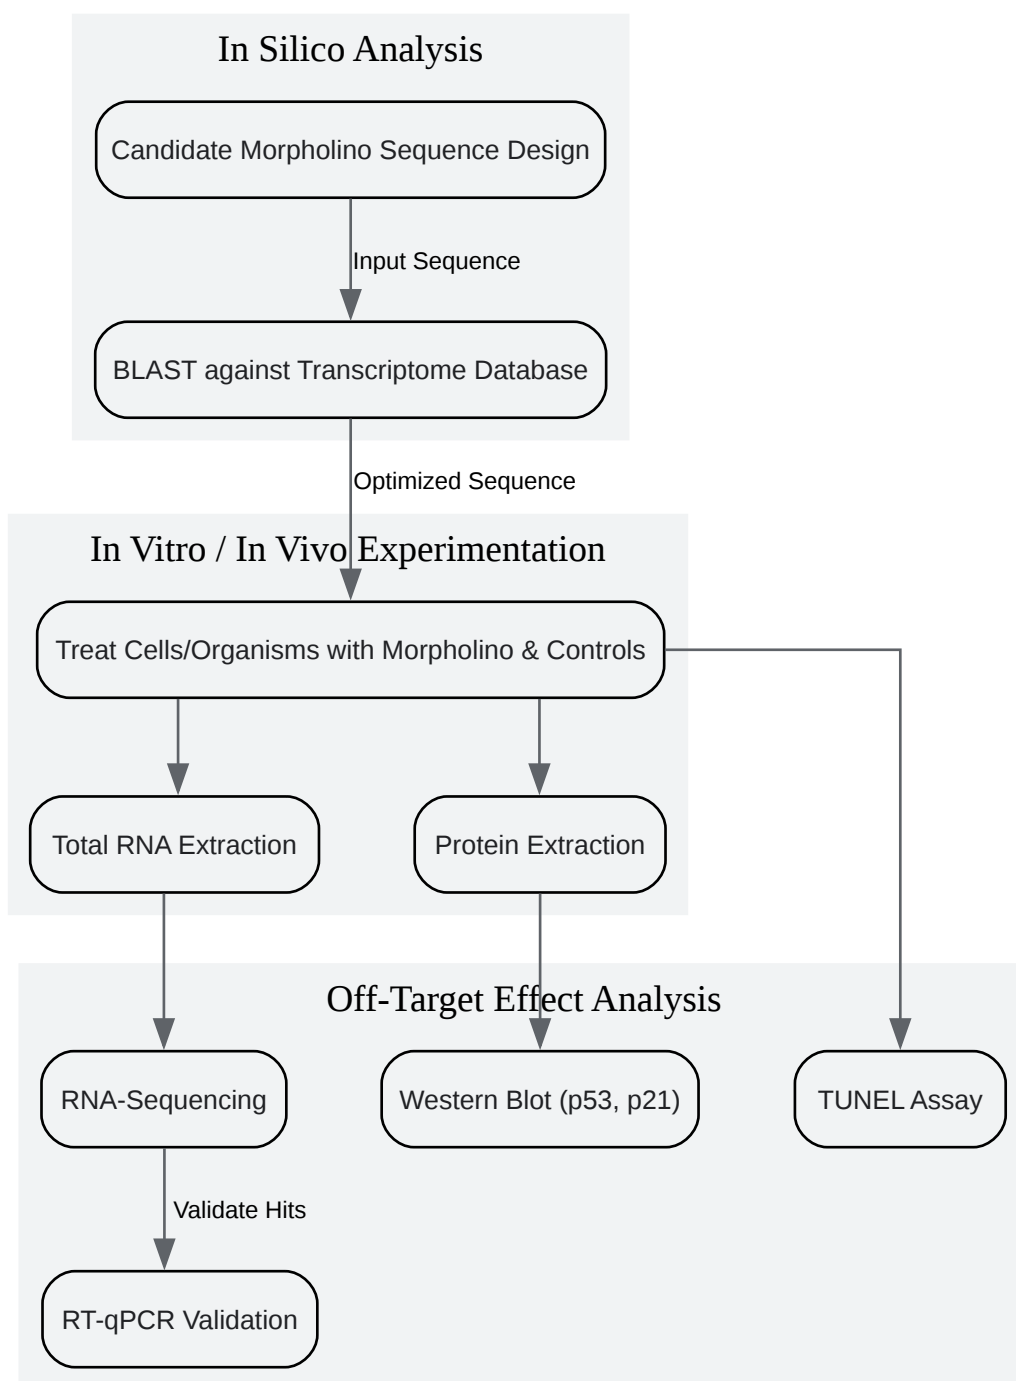 In Silico Analysis
Candidate Morpholino Sequence Design
Input Sequence
BLAST against Transcriptome Database
Optimized Sequence
In Vitro / In Vivo Experimentation
Treat Cells/Organisms with Morpholino & Controls
Total RNA Extraction
Protein Extraction
Off-Target Effect Analysis
RNA-Sequencing
Western Blot (p53, p21)
TUNEL Assay
Validate Hits
RT-qPCR Validation